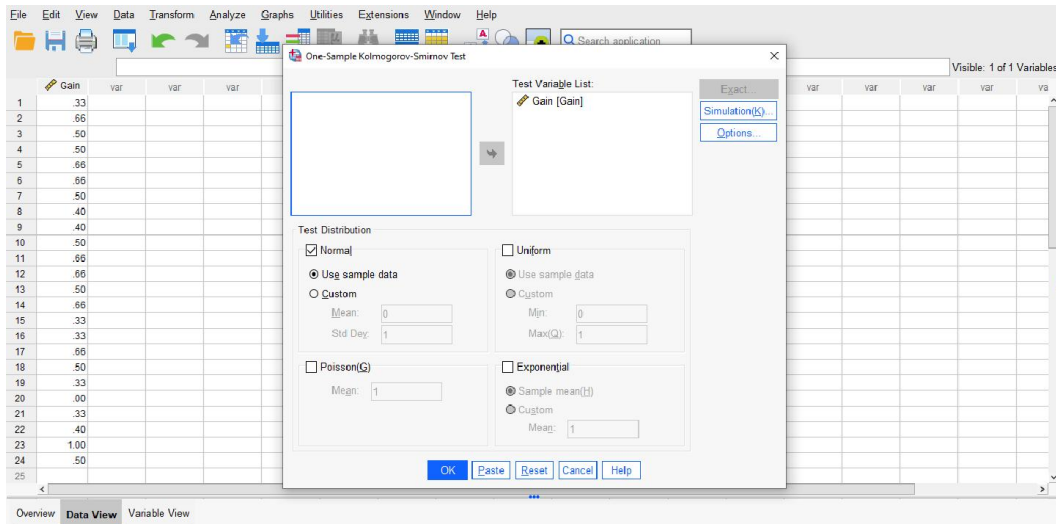 File Edit View Data Transform Analyze Graphs Utilities Extensions Window Help
Search application
One-Sample Kolmogorov-Smirnov Test
Visible: 1 of 1 Variables
Gain var var var var var var var va
1 .33
2 .66
3 .50
4 .50
5 .66
6 .66
7 .50
8 .40
9 .40
10 .50
11 .66
12 .66
13 .50
14 .66
15 .33
16 .33
17 .66
18 .50
19 .33
20 .00
21 .33
22 .40
23 1.00
24 .50
25
Test Variable List:
Gain [Gain]
Exact...
Simulation(K)...
Options...
Test Distribution
Normal
Use sample data
Custom
Mean: 0
Std Dev: 1
Uniform
Use sample data
Custom
Min: 0
Max(Q): 1
Poisson(G)
Mean: 1
Exponential
Sample mean(H)
Custom
Mean: 1
OK Paste Reset Cancel Help
Overview Data View Variable View